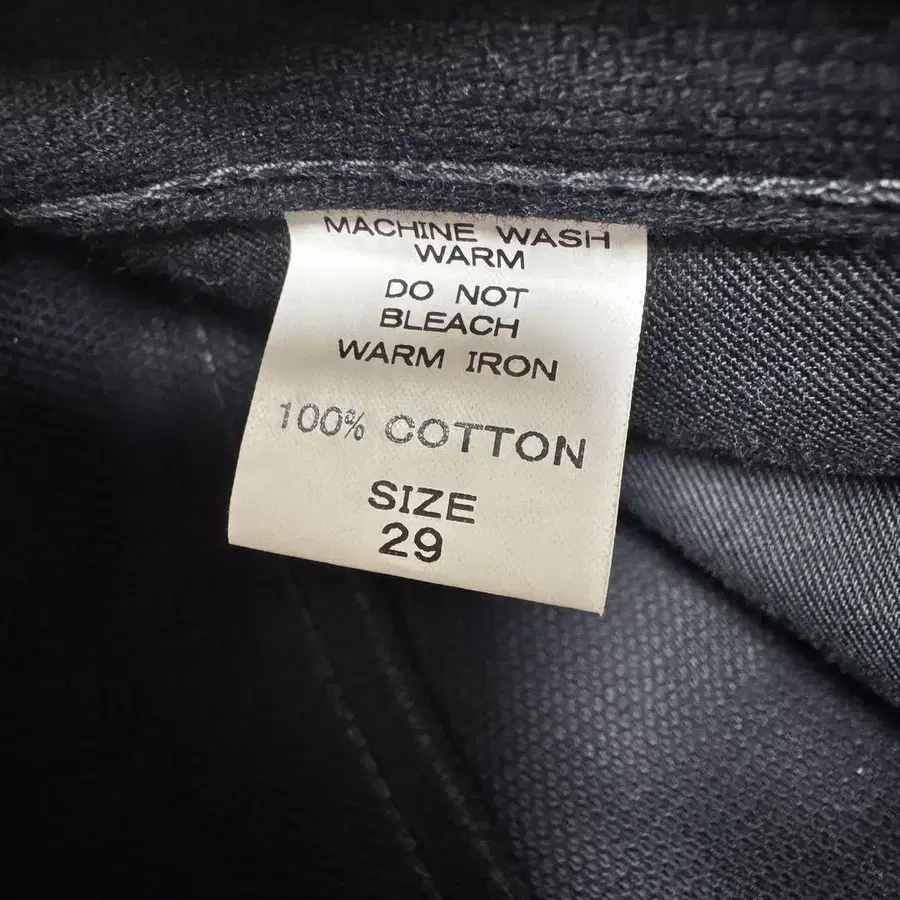 MACHINE WASH
WARM
DO NOT
BLEACH
WARM IRON
100% COTTON
SIZE
29